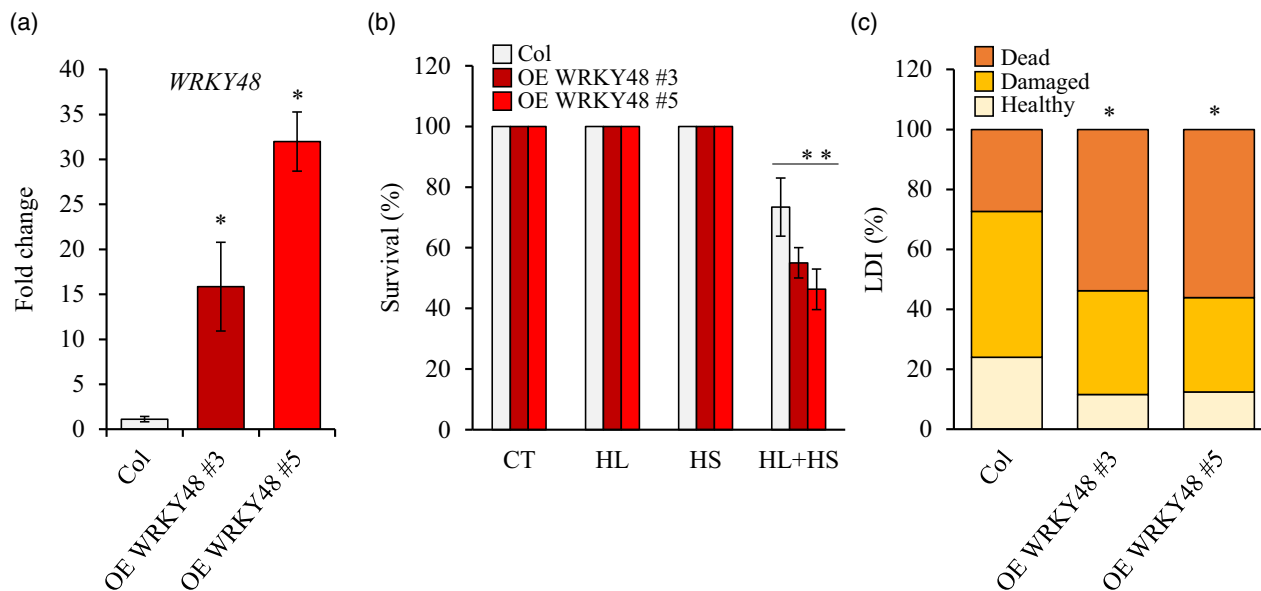 (a)
WRKY48
Fold change
40
35
30
25
20
15
10
5
0
*
*
Col
OE WRKY48 #3
OE WRKY48 #5
(b)
Col
OE WRKY48 #3
OE WRKY48 #5
Survival (%)
120
100
80
60
40
20
0
* *
CT
HL
HS
HL+HS
(c)
Dead
Damaged
Healthy
LDI (%)
120
100
80
60
40
20
0
*
*
Col
OE WRKY48 #3
OE WRKY48 #5